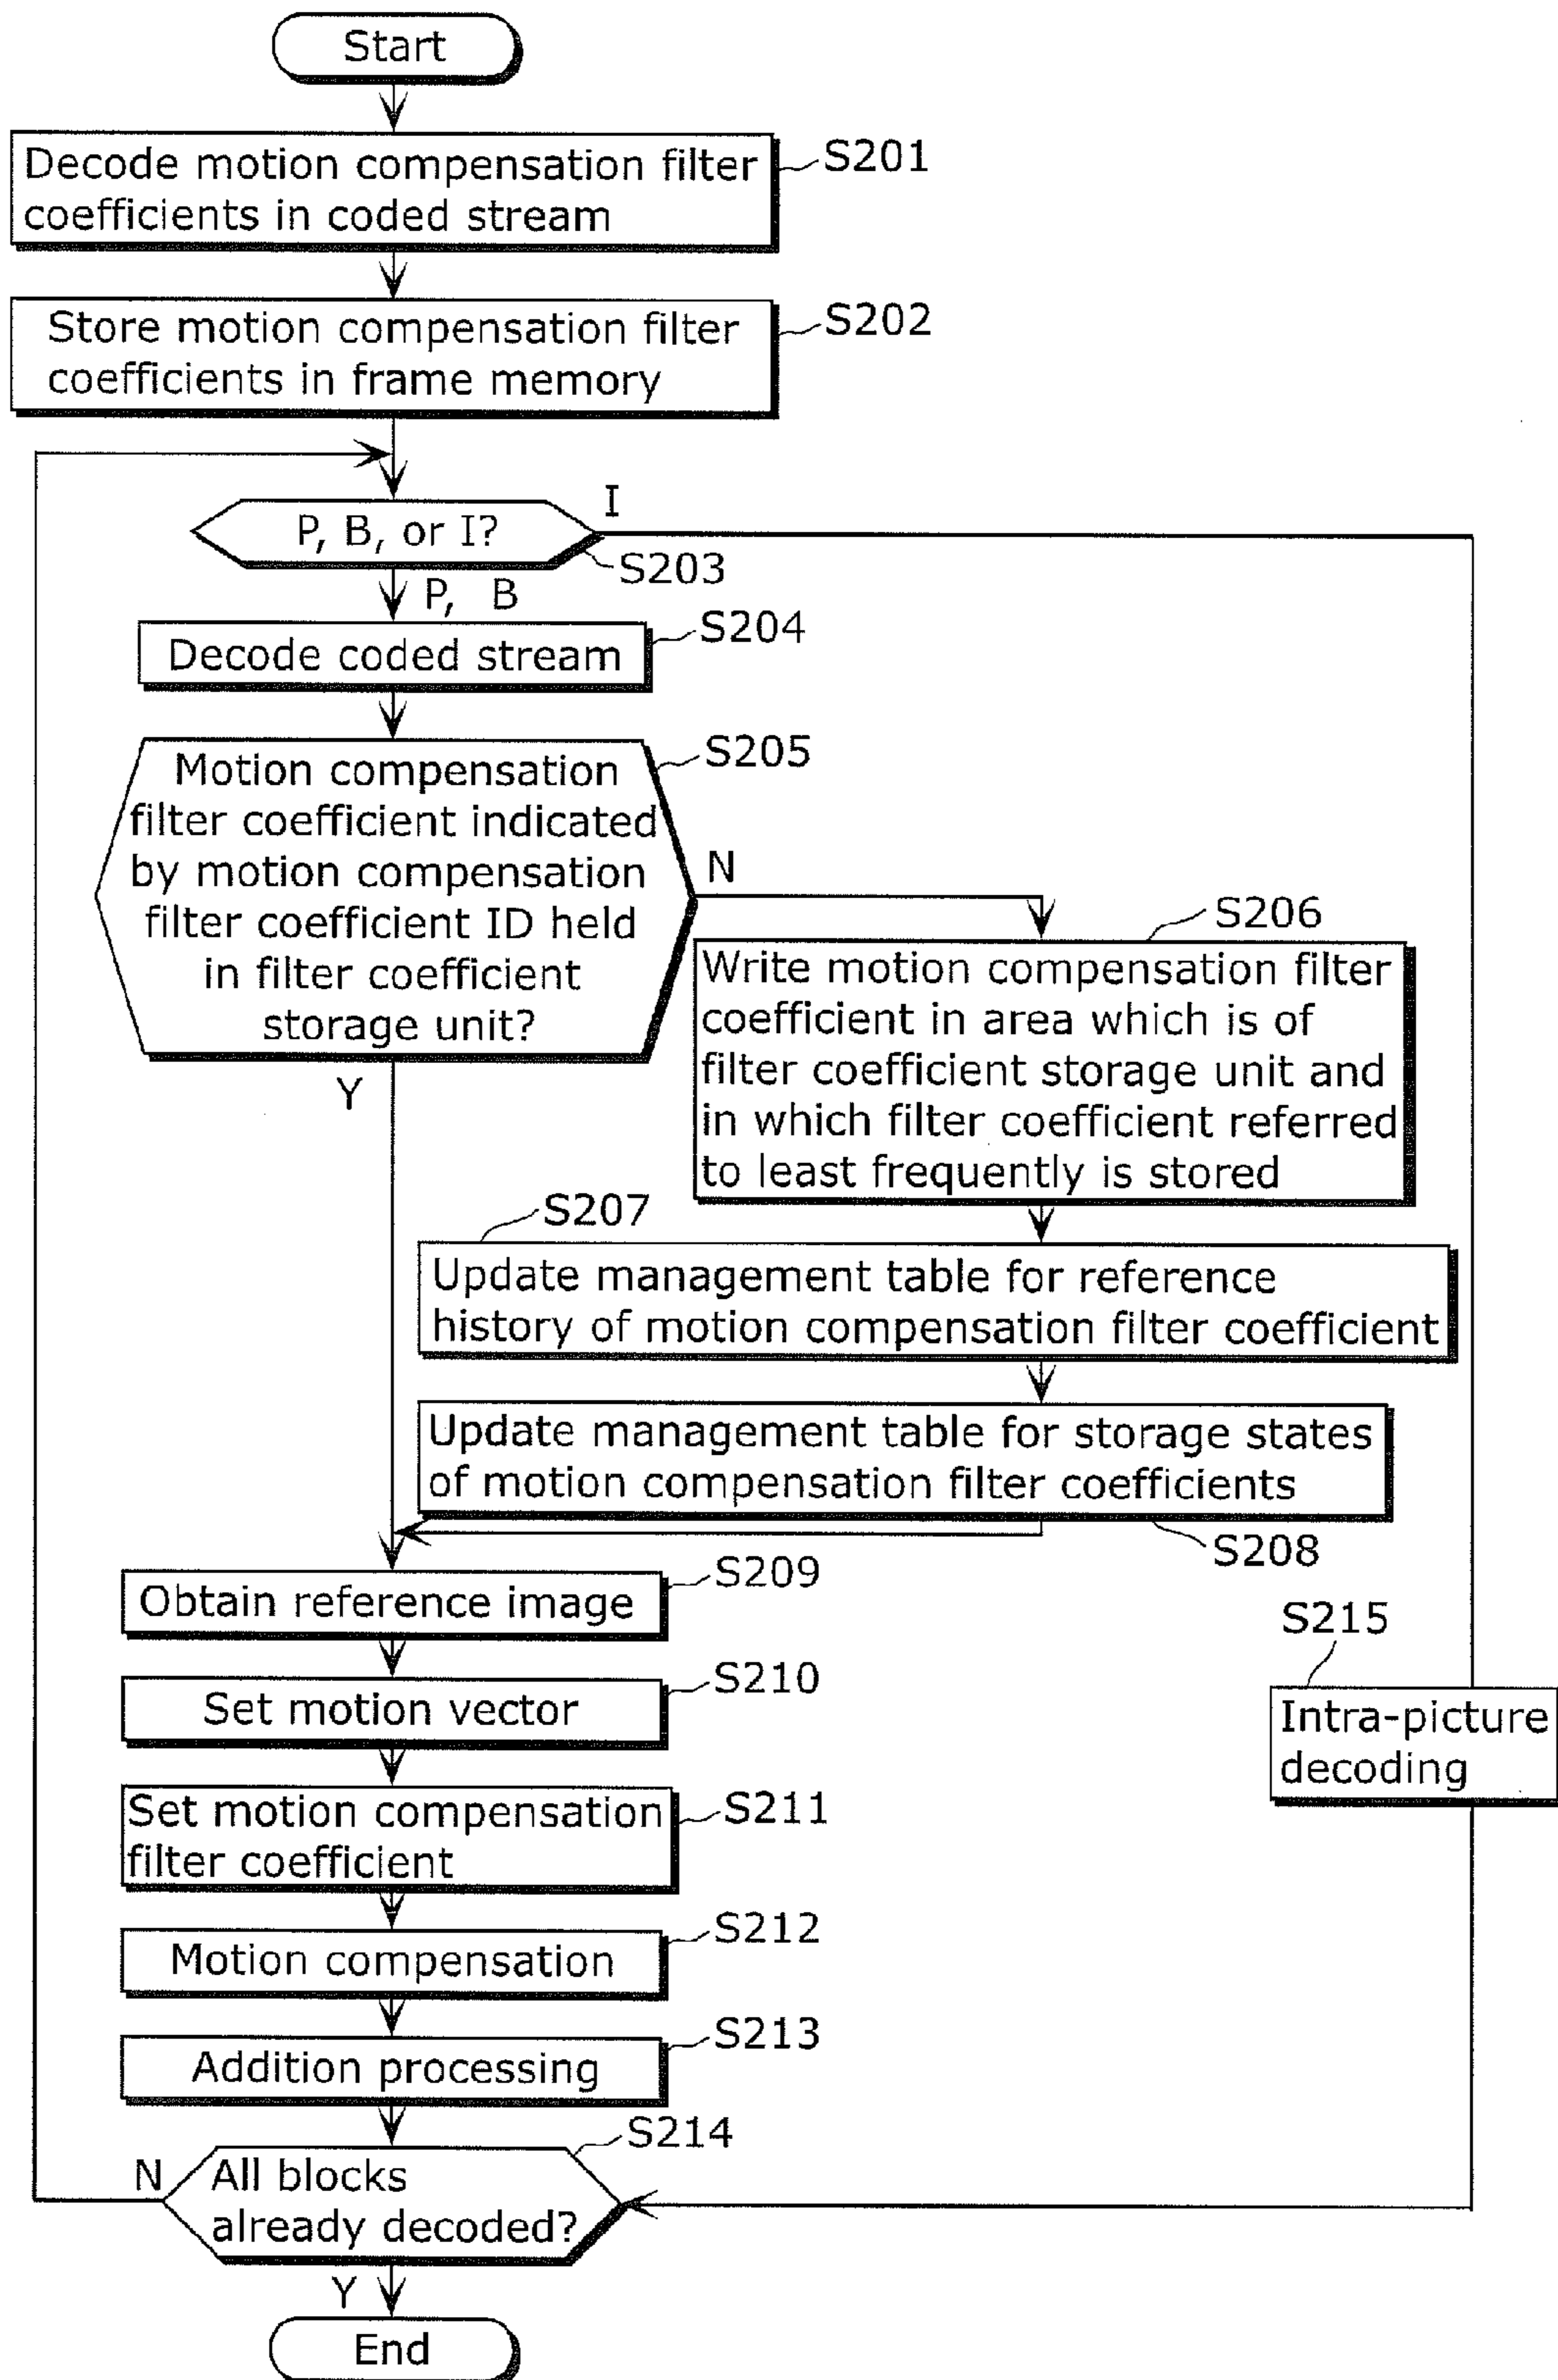 Start
Decode motion compensation filter
coefficients in coded stream
S201
Store motion compensation filter
coefficients in frame memory
S202
P, B, or I?
I
S203
P, B
Decode coded stream
S204
Motion compensation
filter coefficient indicated
by motion compensation
filter coefficient ID held
in filter coefficient
storage unit?
S205
N
Y
S206
Write motion compensation filter
coefficient in area which is of
filter coefficient storage unit and
in which filter coefficient referred
to least frequently is stored
S207
Update management table for reference
history of motion compensation filter coefficient
Update management table for storage states
of motion compensation filter coefficients
S208
Obtain reference image
S209
Set motion vector
S210
S215
Intra-picture
decoding
Set motion compensation
filter coefficient
S211
Motion compensation
S212
Addition processing
S213
All blocks
already decoded?
S214
N
Y
End